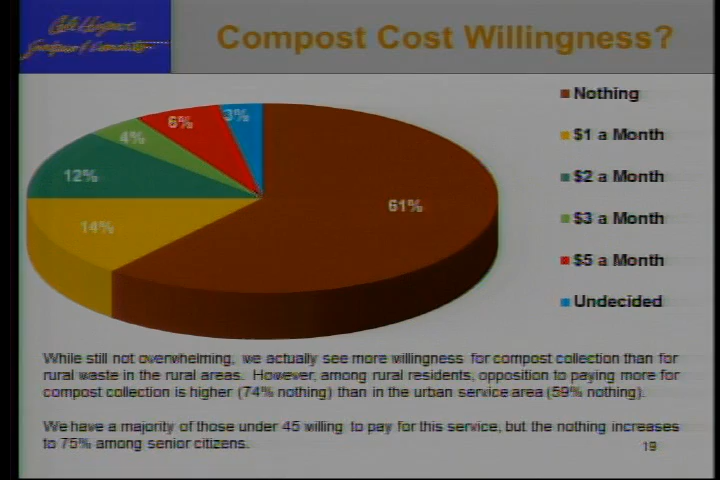 Compost Cost Willingness?
Nothing
$1 a Month
$2 a Month
$3 a Month
$5 a Month
Undecided
3%
6%
4%
12%
14%
61%
While still not overwhelming, we actually see more willingness for compost collection than for
rural waste in the rural areas. However, among rural residents, opposition to paying more for
compost collection is higher (74% nothing) than in the urban service area (59% nothing).
We have a majority of those under 45 willing to pay for this service, but the nothing increases
to 75% among senior citizens.
19